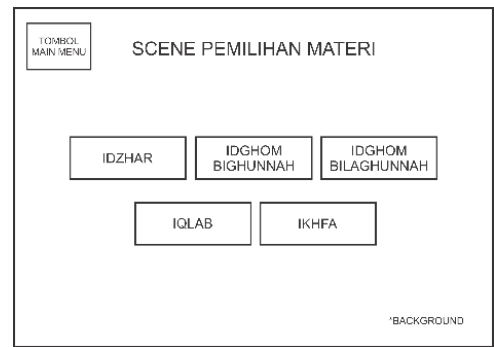 TOMBOL
MAIN MENU
SCENE PEMILIHAN MATERI
IDZHAR
IDGHOM
BIGHUNNAH
IDGHOM
BILAGHUNNAH
IQLAB
IKHFA
*BACKGROUND